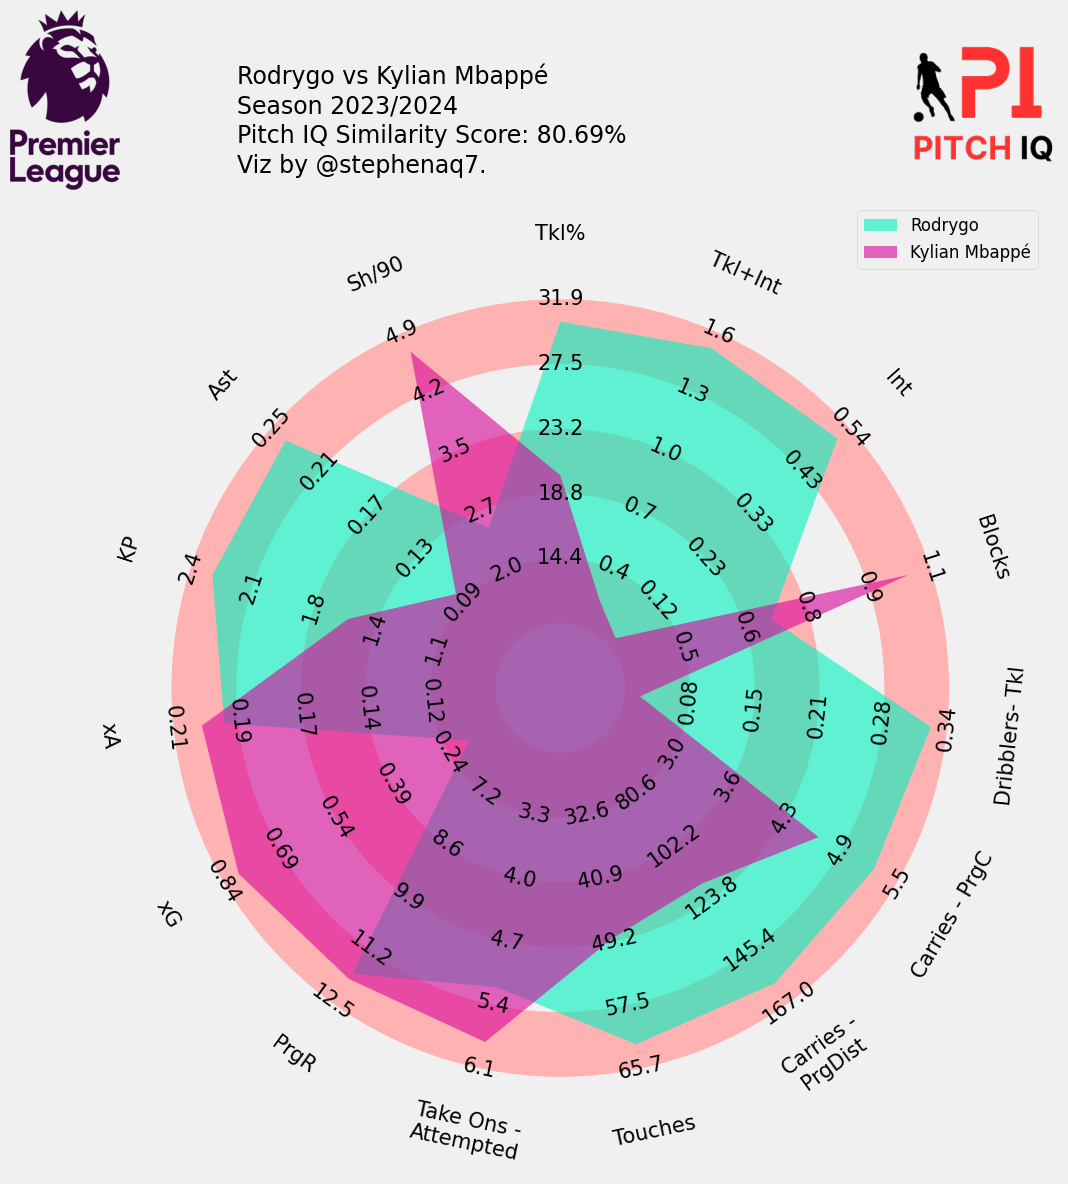 Premier
League
Rodrygo vs Kylian Mbappé
Season 2023/2024
Pitch IQ Similarity Score: 80.69%
Viz by @stephenaq7.
PI
PITCH IQ
Rodrygo
Kylian Mbappé
Tkl%
31.9
27.5
23.2
18.8
14.4
Tkl+Int
1.6
1.3
1.0
0.7
0.4
Int
0.54
0.43
0.33
0.23
0.12
Blocks
1.1
0.9
0.8
0.6
0.5
Dribblers- Tkl
0.34
0.28
0.21
0.15
0.08
Carries - PrgC
5.5
4.9
4.3
3.6
3.0
Carries -
PrgDist
167.0
145.4
123.8
102.2
80.6
Touches
65.7
57.5
49.2
40.9
32.6
Take Ons -
Attempted
6.1
5.4
4.7
4.0
3.3
PrgR
12.5
11.2
9.9
8.6
7.2
xG
0.84
0.69
0.54
0.39
0.24
xA
0.21
0.19
0.17
0.14
0.12
KP
2.4
2.1
1.8
1.4
1.1
Ast
0.25
0.21
0.17
0.13
0.09
Sh/90
4.9
4.2
3.5
2.7
2.0